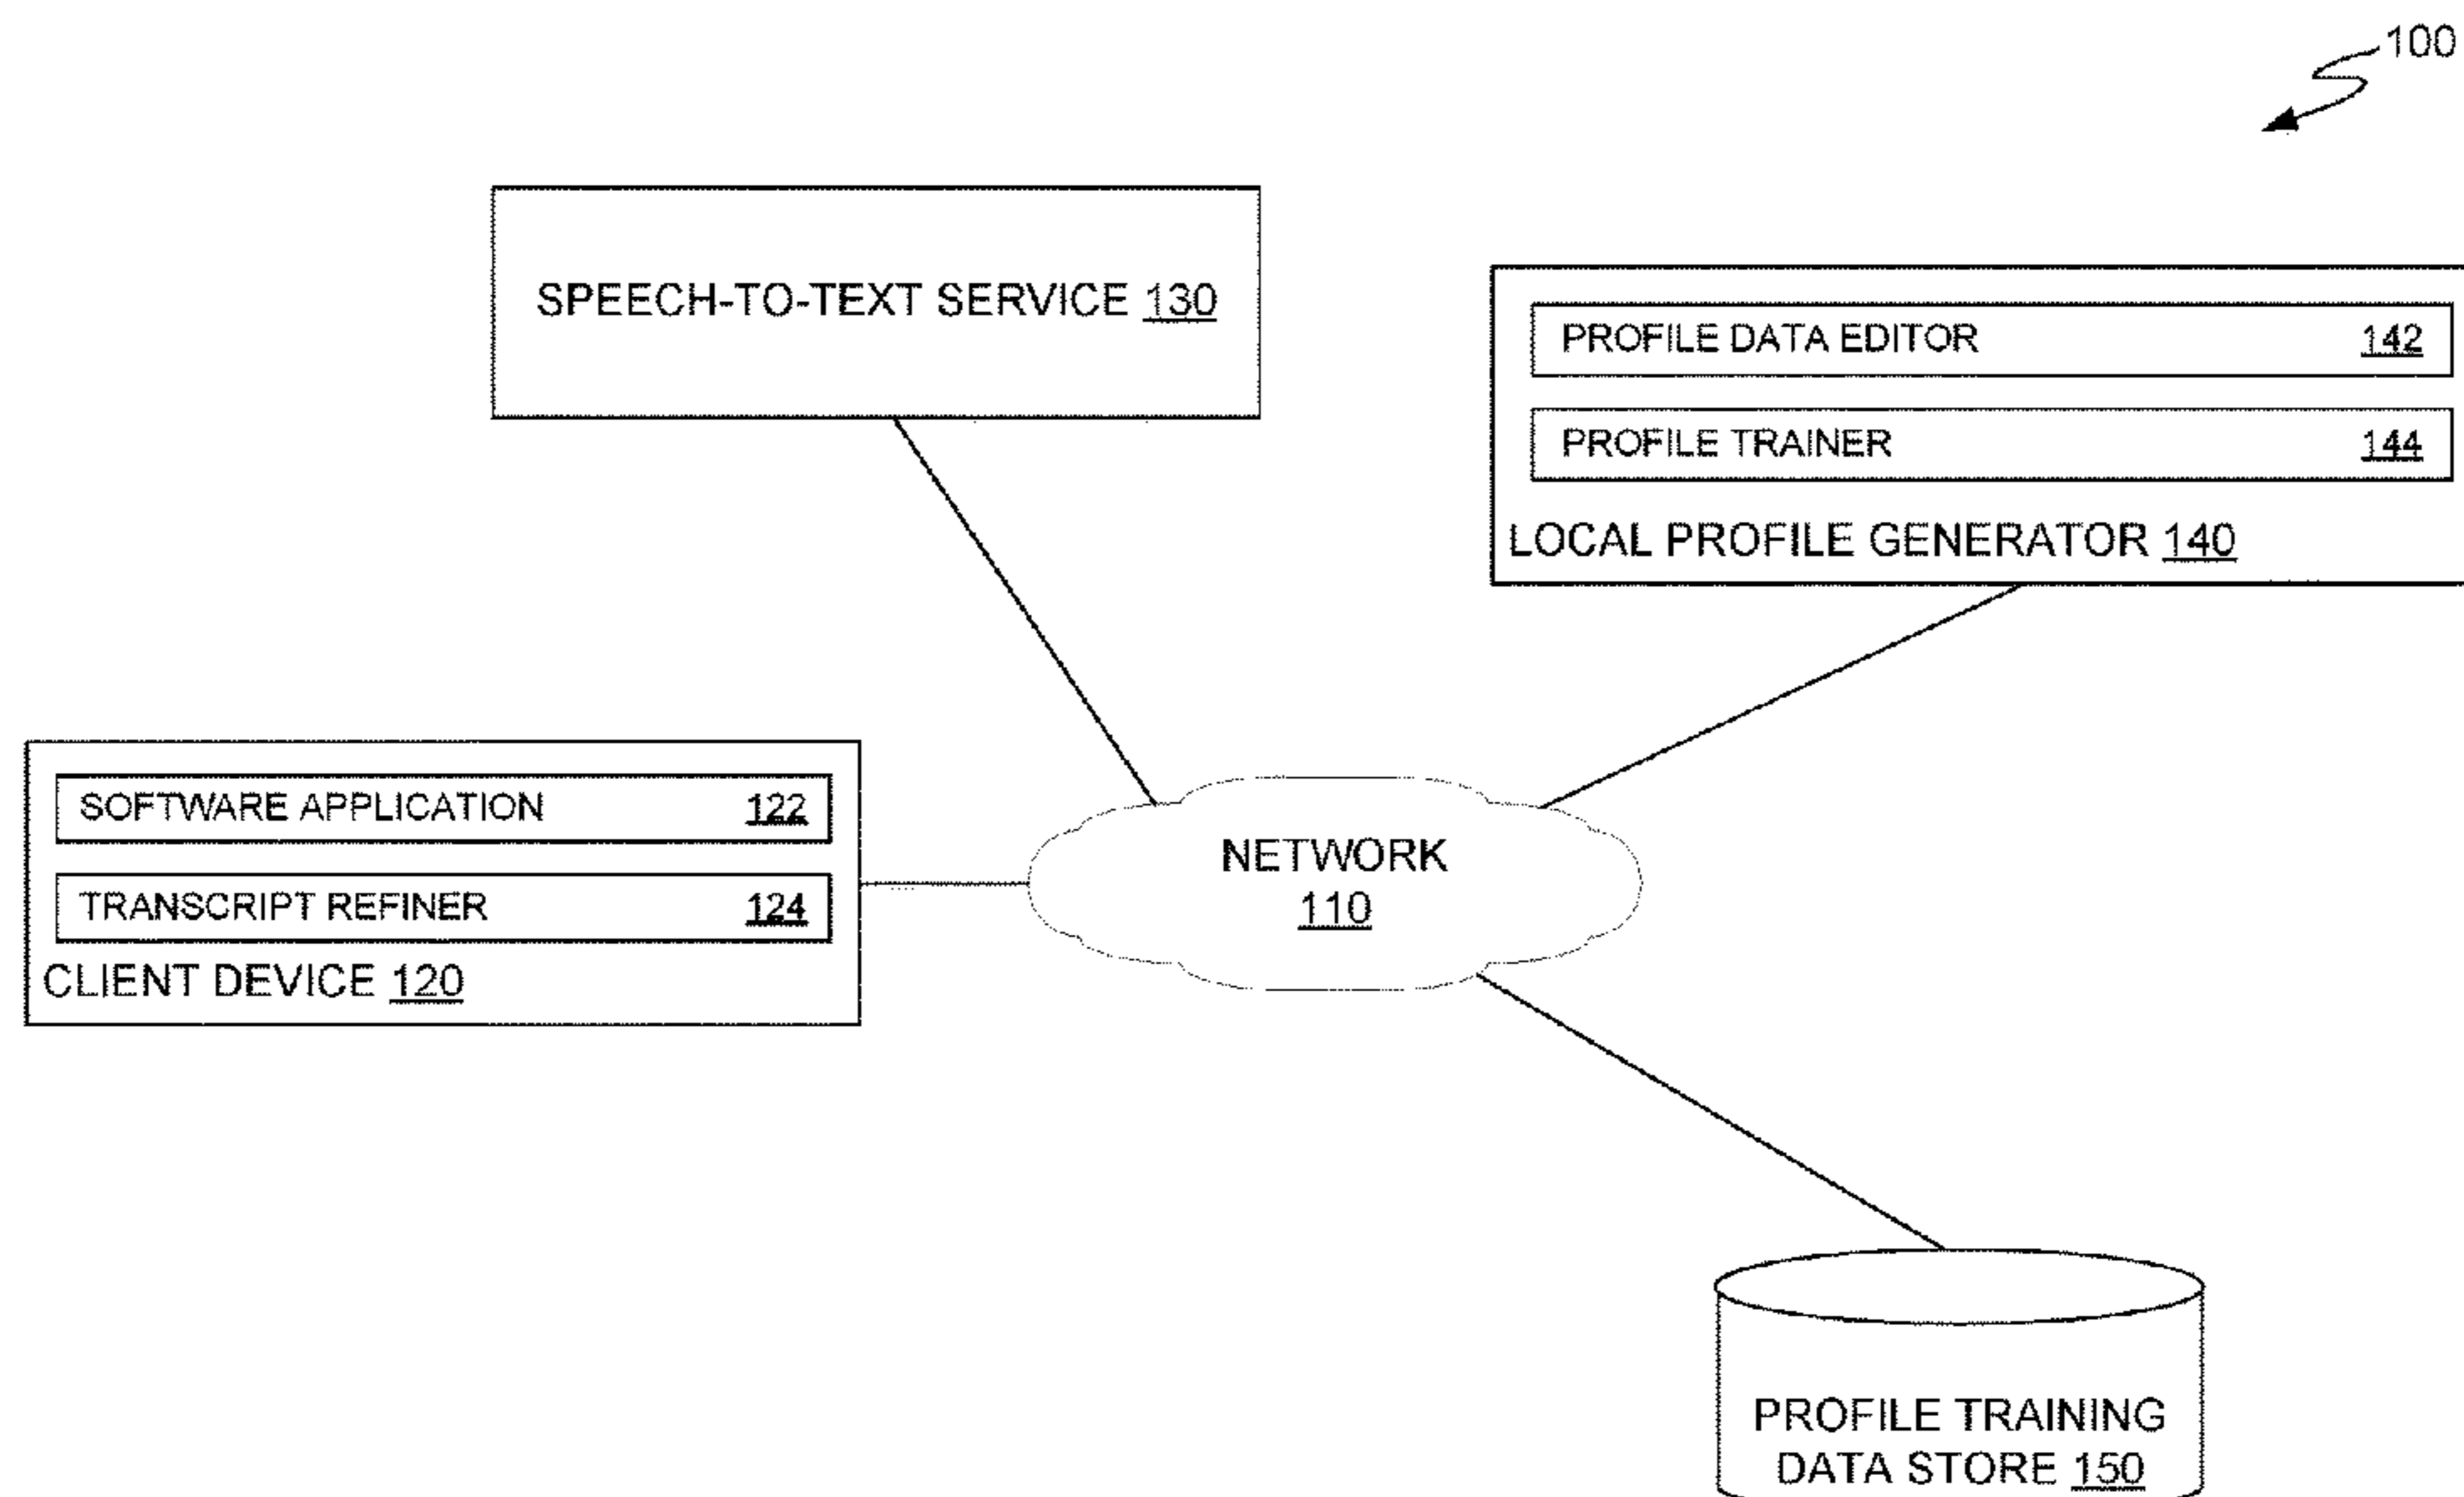 100
SPEECH-TO-TEXT SERVICE 130
PROFILE DATA EDITOR 142
PROFILE TRAINER 144
LOCAL PROFILE GENERATOR 140
SOFTWARE APPLICATION 122
TRANSCRIPT REFINER 124
CLIENT DEVICE 120
NETWORK
110
PROFILE TRAINING
DATA STORE 150